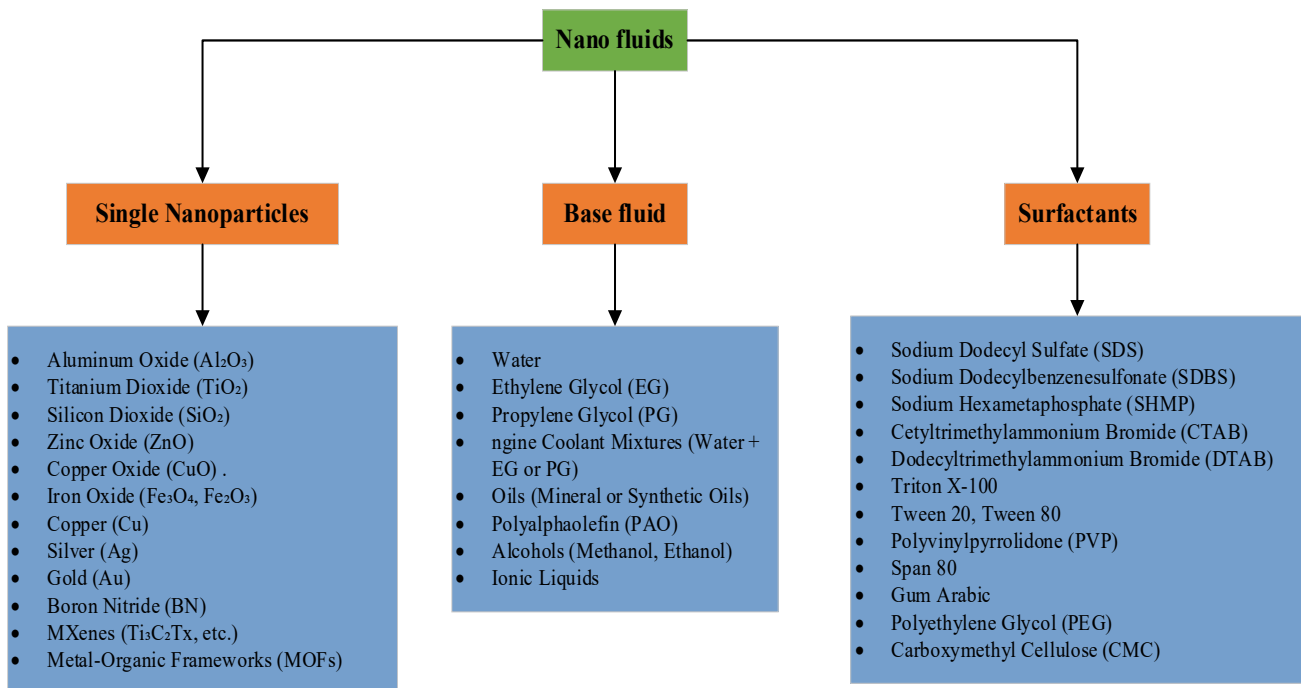 Nano fluids
Single Nanoparticles
Base fluid
Surfactants
• Aluminum Oxide (Al₂O₃)
• Titanium Dioxide (TiO₂)
• Silicon Dioxide (SiO₂)
• Zinc Oxide (ZnO)
• Copper Oxide (CuO) .
• Iron Oxide (Fe₃O₄, Fe₂O₃)
• Copper (Cu)
• Silver (Ag)
• Gold (Au)
• Boron Nitride (BN)
• MXenes (Ti₃C₂Tx, etc.)
• Metal-Organic Frameworks (MOFs)
• Water
• Ethylene Glycol (EG)
• Propylene Glycol (PG)
• ngine Coolant Mixtures (Water +
EG or PG)
• Oils (Mineral or Synthetic Oils)
• Polyalphaolefin (PAO)
• Alcohols (Methanol, Ethanol)
• Ionic Liquids
• Sodium Dodecyl Sulfate (SDS)
• Sodium Dodecylbenzenesulfonate (SDBS)
• Sodium Hexametaphosphate (SHMP)
• Cetyltrimethylammonium Bromide (CTAB)
• Dodecyltrimethylammonium Bromide (DTAB)
• Triton X-100
• Tween 20, Tween 80
• Polyvinylpyrrolidone (PVP)
• Span 80
• Gum Arabic
• Polyethylene Glycol (PEG)
• Carboxymethyl Cellulose (CMC)